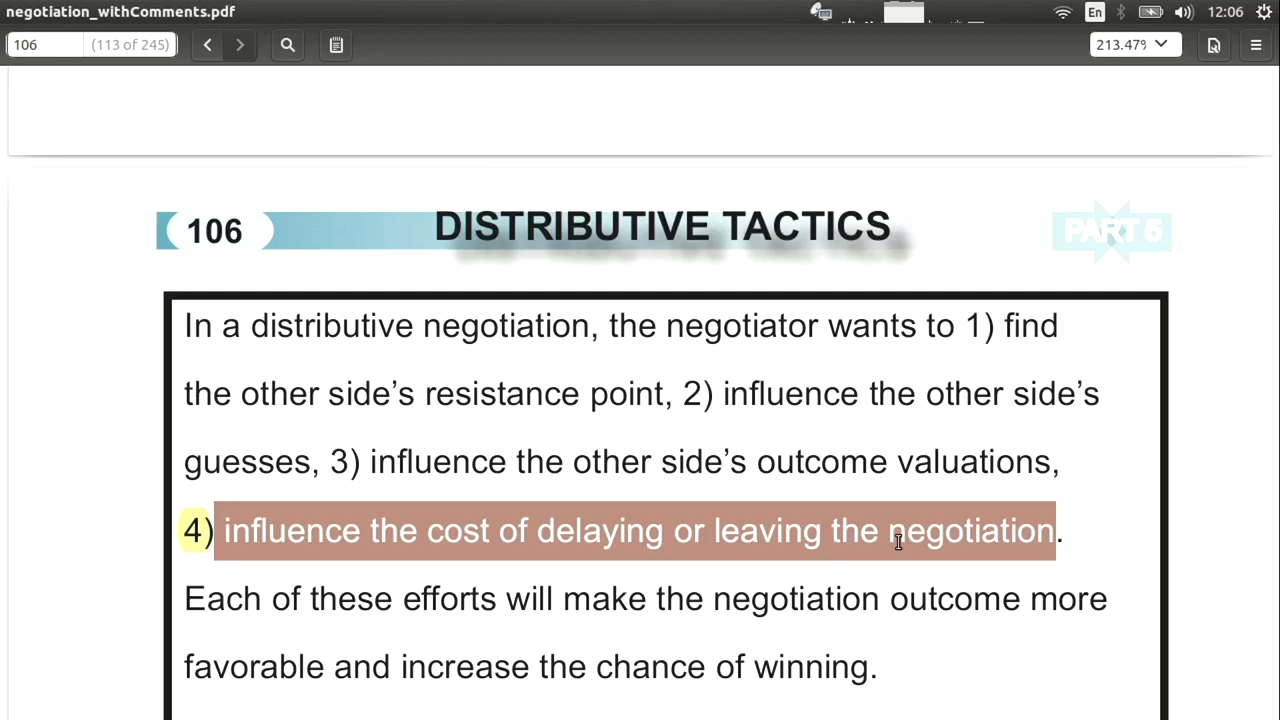 negotiation_withComments.pdf
En
12:06
106
(113 of 245)
213.47%
106
DISTRIBUTIVE TACTICS
PART 5
In a distributive negotiation, the negotiator wants to 1) find
the other side’s resistance point, 2) influence the other side’s
guesses, 3) influence the other side’s outcome valuations,
4) influence the cost of delaying or leaving the negotiation.
Each of these efforts will make the negotiation outcome more
favorable and increase the chance of winning.